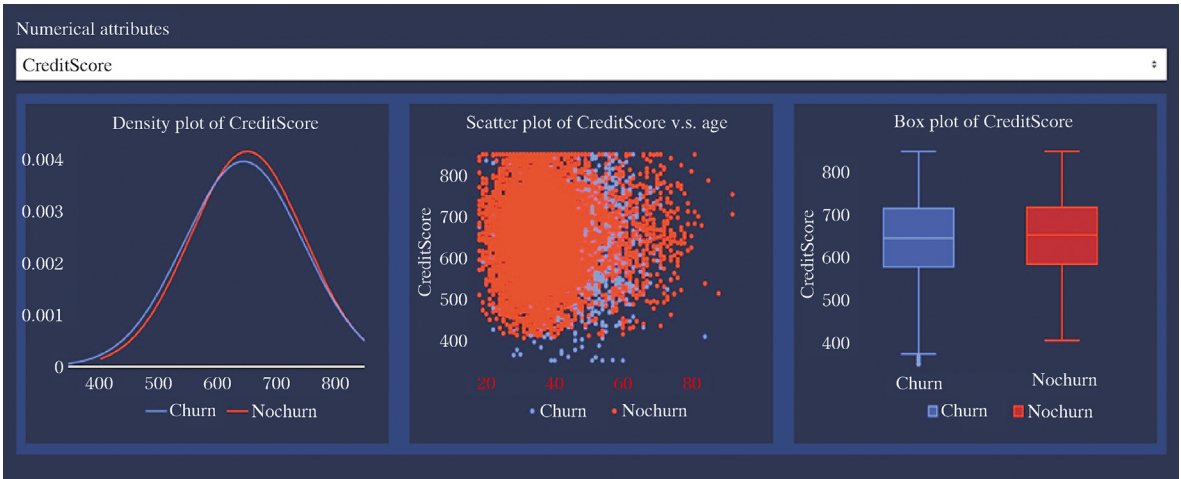 Numerical attributes
CreditScore
Density plot of CreditScore
0.004
0.003
0.002
0.001
0
400 500 600 700 800
Churn Nochurn
Scatter plot of CreditScore v.s. age
CreditScore
800
700
600
500
400
20 40 60 80
Churn Nochurn
Box plot of CreditScore
CreditScore
800
700
600
500
400
Churn Nochurn
Churn Nochurn